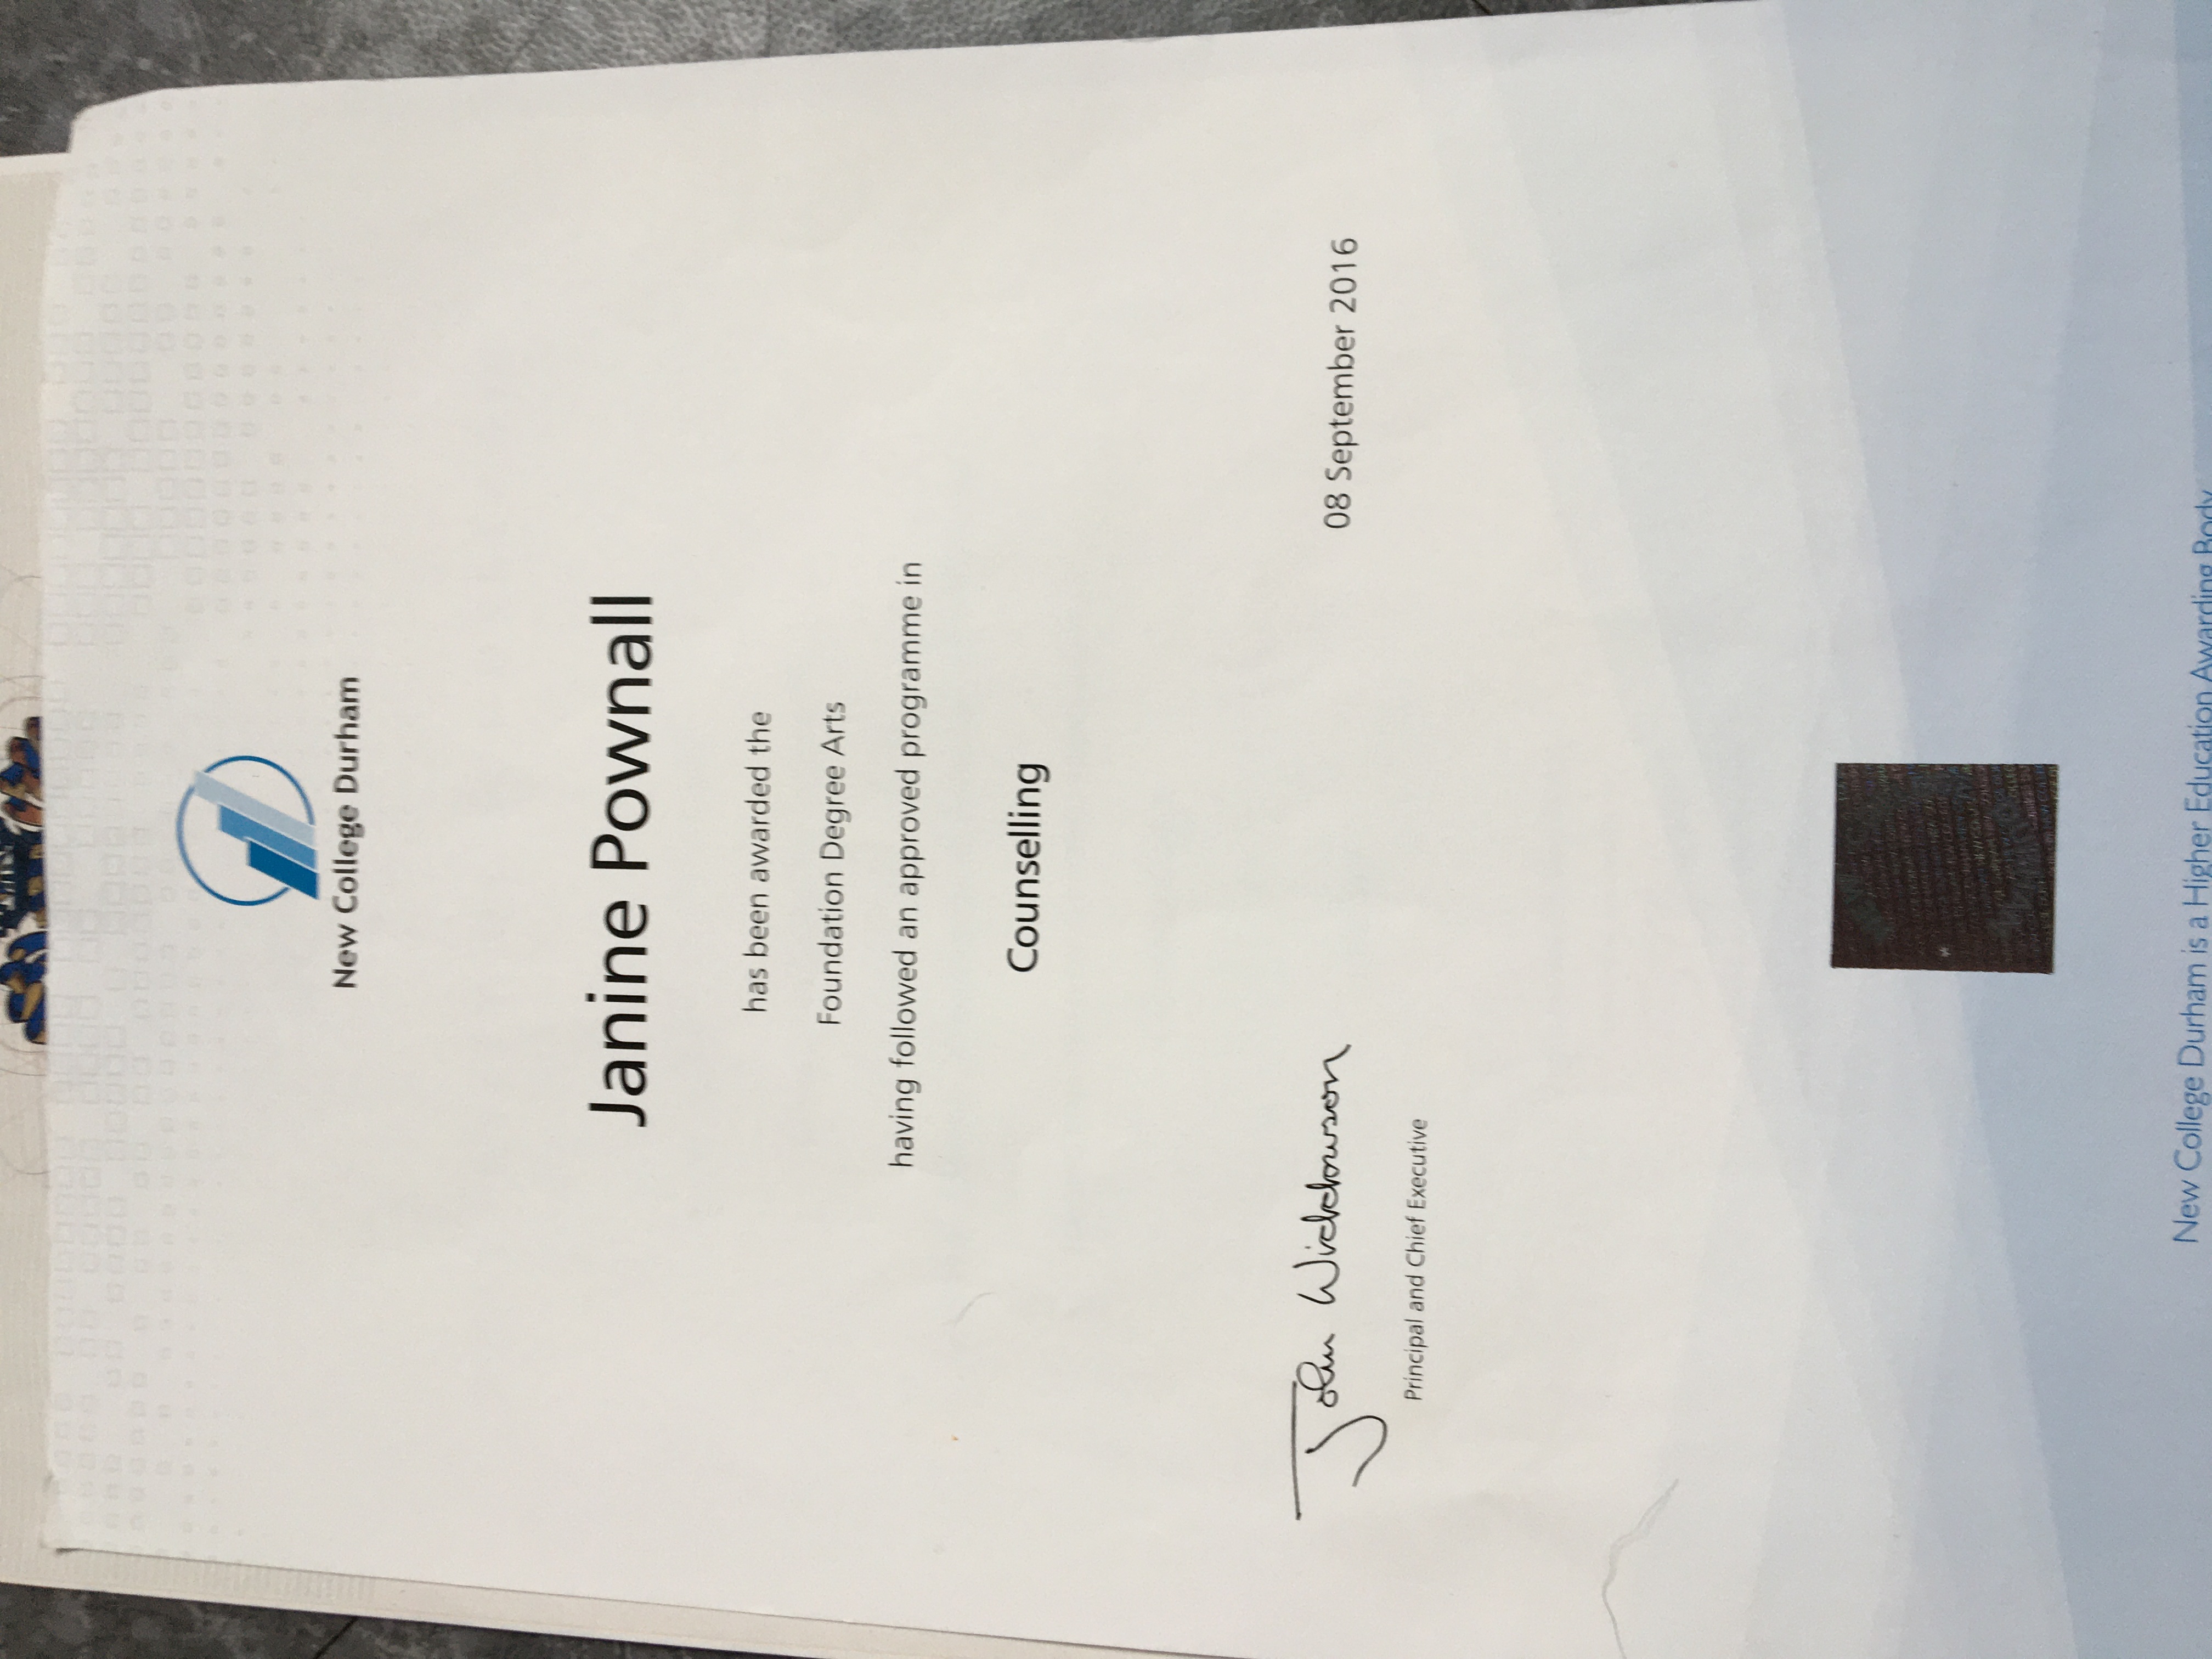 New College Durham
Janine Pownall
has been awarded the
Foundation Degree Arts
having followed an approved programme in
Counselling
John Widdowson
08 September 2016
Principal and Chief Executive
New College Durham is a Higher Education Awarding Body